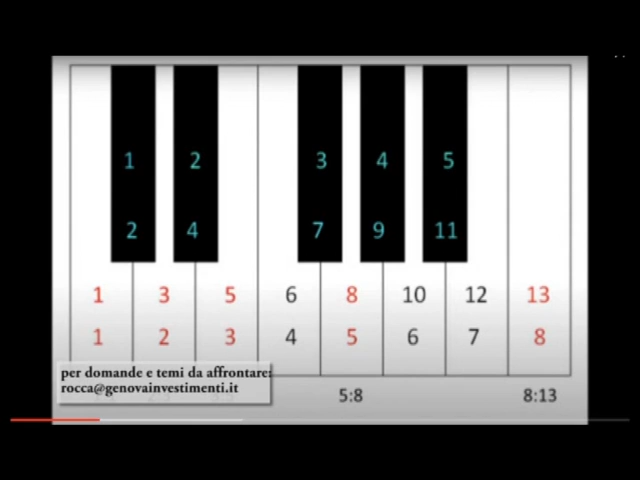 1 2 3 4 5
2 4 7 9 11
1 3 5 6 8 10 12 13
1 2 3 4 5 6 7 8
per domande e temi da affrontare:
rocca@genovainvestimenti.it
5:8 8:13